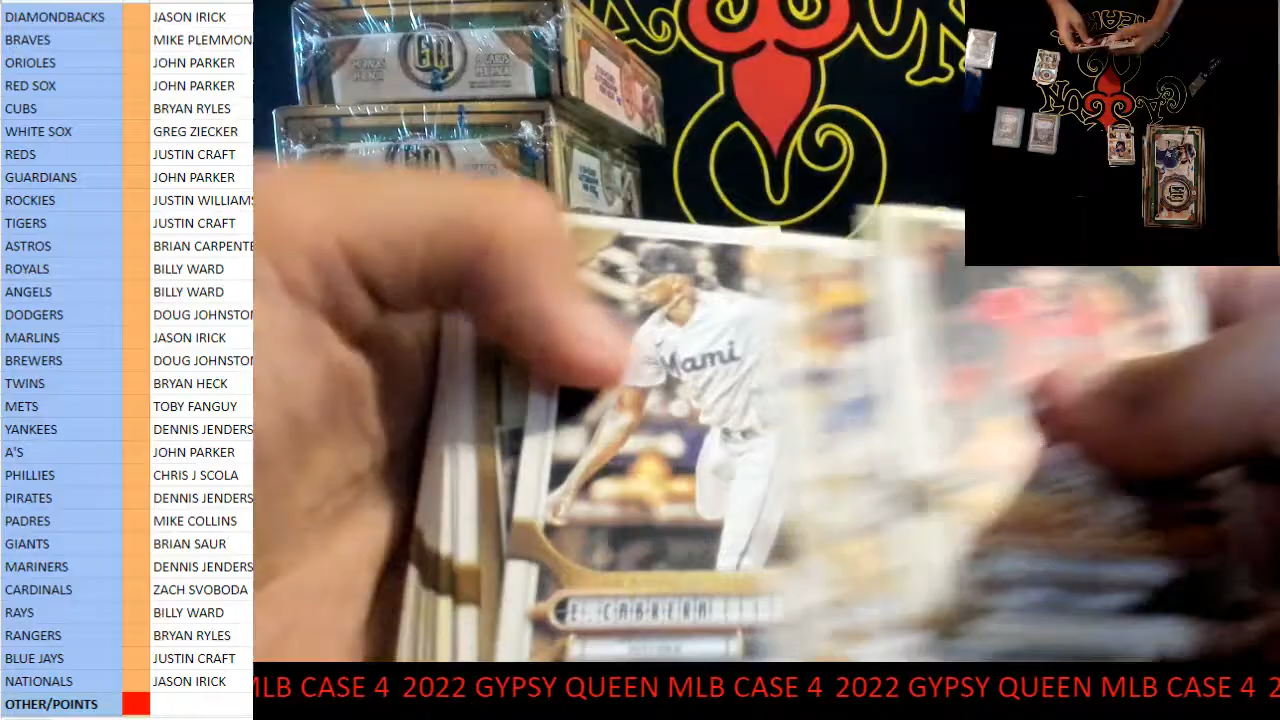 DIAMONDBACKS JASON IRICK
BRAVES MIKE PLEMMON
ORIOLES JOHN PARKER
RED SOX JOHN PARKER
CUBS BRYAN RYLES
WHITE SOX GREG ZIECKER
REDS JUSTIN CRAFT
GUARDIANS JOHN PARKER
ROCKIES JUSTIN WILLIAMS
TIGERS JUSTIN CRAFT
ASTROS BRIAN CARPENTE
ROYALS BILLY WARD
ANGELS BILLY WARD
DODGERS DOUG JOHNSTON
MARLINS JASON IRICK
BREWERS DOUG JOHNSTON
TWINS BRYAN HECK
METS TOBY FANGUY
YANKEES DENNIS JENDERS
A'S JOHN PARKER
PHILLIES CHRIS J SCOLA
PIRATES DENNIS JENDERS
PADRES MIKE COLLINS
GIANTS BRIAN SAUR
MARINERS DENNIS JENDERS
CARDINALS ZACH SVOBODA
RAYS BILLY WARD
RANGERS BRYAN RYLES
BLUE JAYS JUSTIN CRAFT
NATIONALS JASON IRICK
OTHER/POINTS
GQ
Miami
E. CABRERA
MLB CASE 4 2022 GYPSY QUEEN MLB CASE 4 2022 GYPSY QUEEN MLB CASE 4 2